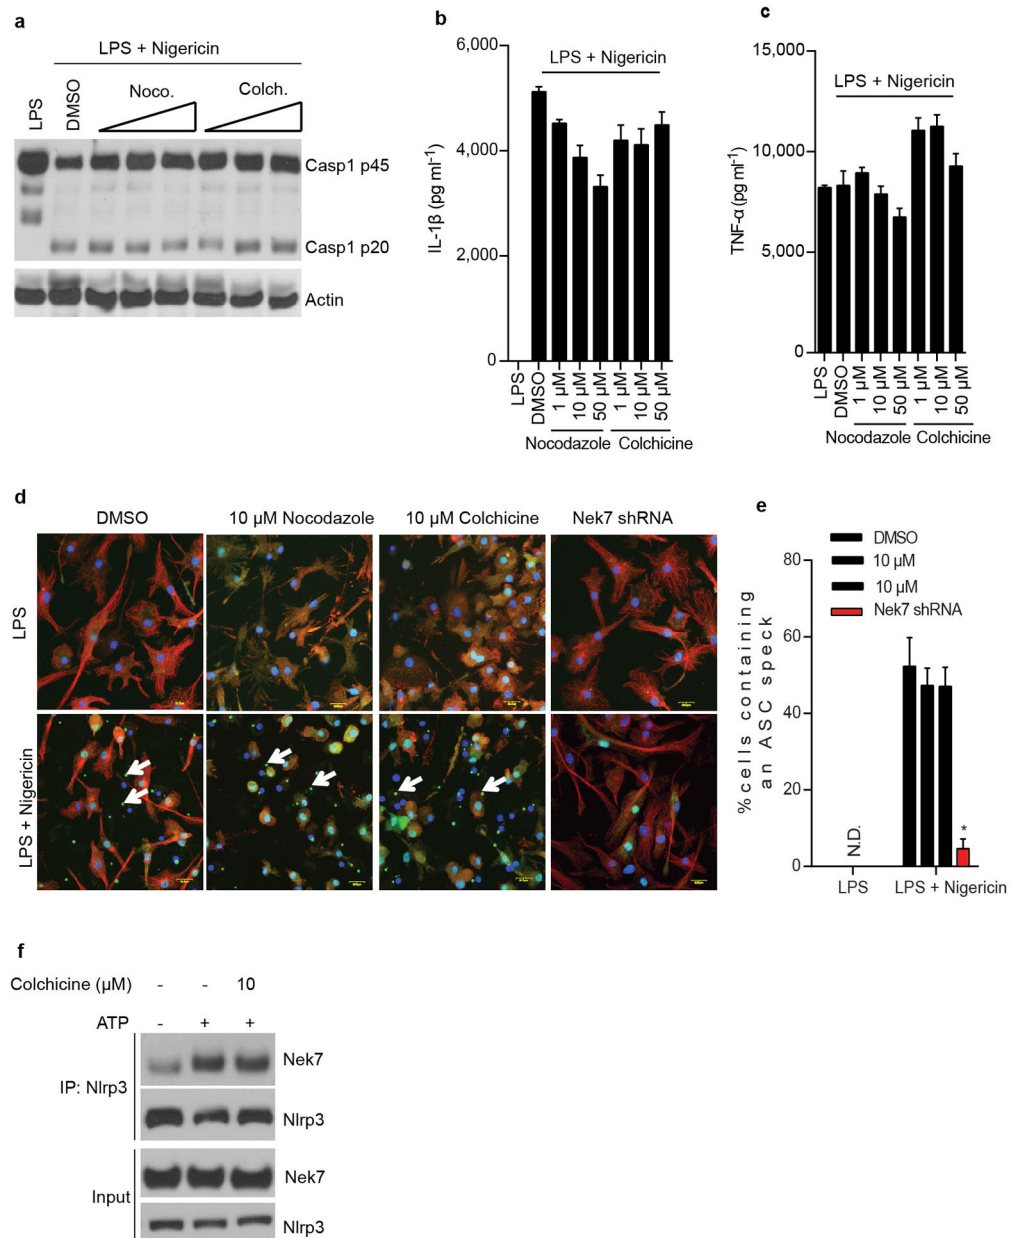 a
LPS + Nigericin
LPS
DMSO
Noco.
Colch.
Casp1 p45
Casp1 p20
Actin
b
6,000
4,000
2,000
0
IL-1β (pg ml⁻¹)
LPS + Nigericin
LPS
DMSO
1 µM
10 µM
50 µM
1 µM
10 µM
50 µM
Nocodazole
Colchicine
c
15,000
10,000
5,000
0
TNF-α (pg ml⁻¹)
LPS + Nigericin
LPS
DMSO
1 µM
10 µM
50 µM
1 µM
10 µM
50 µM
Nocodazole
Colchicine
d
DMSO
10 µM Nocodazole
10 µM Colchicine
Nek7 shRNA
LPS
LPS + Nigericin
e
DMSO
10 µM
10 µM
Nek7 shRNA
80
60
40
20
0
%cells containing
an ASC speck
N.D.
*
LPS
LPS + Nigericin
f
Colchicine (µM) - - 10
ATP - + +
IP: Nlrp3
Nek7
Nlrp3
Input
Nek7
Nlrp3